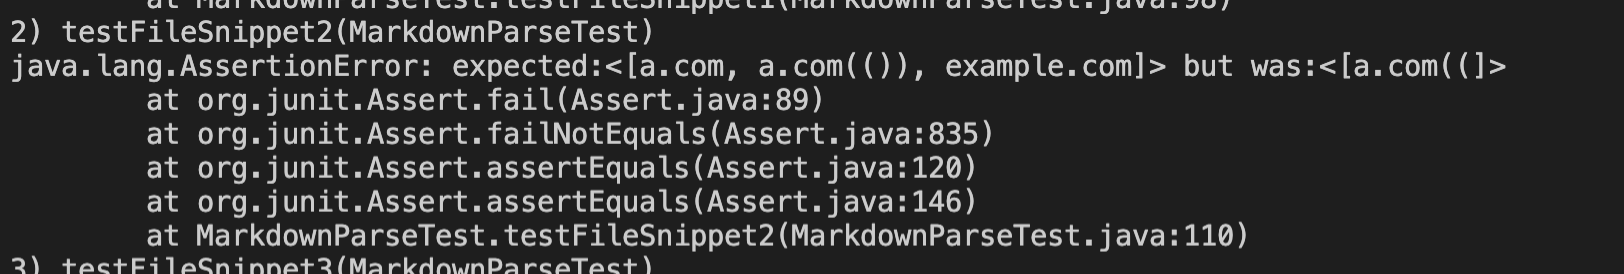 at MarkdownParseTest.testFileSnippet1(MarkdownParseTest.java:98)
2) testFileSnippet2(MarkdownParseTest)
java.lang.AssertionError: expected:<[a.com, a.com(()), example.com]> but was:<[a.com((]>
at org.junit.Assert.fail(Assert.java:89)
at org.junit.Assert.failNotEquals(Assert.java:835)
at org.junit.Assert.assertEquals(Assert.java:120)
at org.junit.Assert.assertEquals(Assert.java:146)
at MarkdownParseTest.testFileSnippet2(MarkdownParseTest.java:110)
3) testFileSnippet3(MarkdownParseTest)